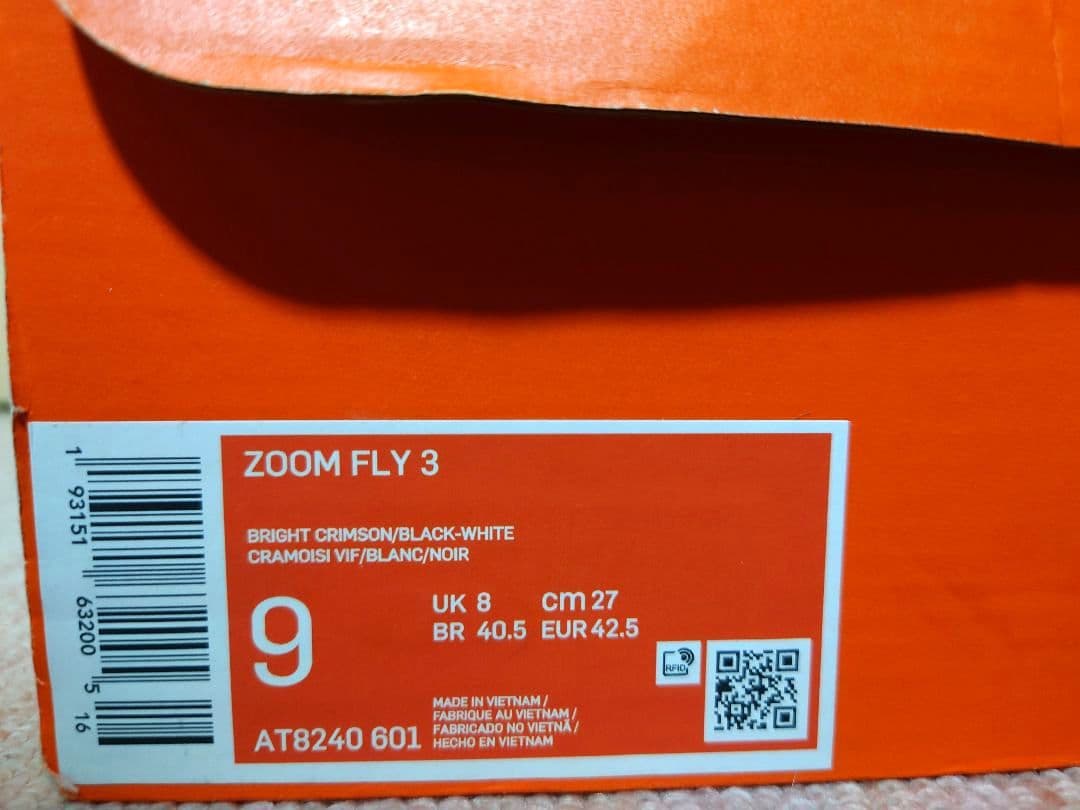 ZOOM FLY 3
BRIGHT CRIMSON/BLACK-WHITE
CRAMOISI VIF/BLANC/NOIR
9
UK 8 cm 27
BR 40.5 EUR 42.5
RFID
MADE IN VIETNAM /
FABRIQUE AU VIETNAM /
FABRICADO NO VIETNÃ /
HECHO EN VIETNAM
AT8240 601
1 93151 63200 5 16